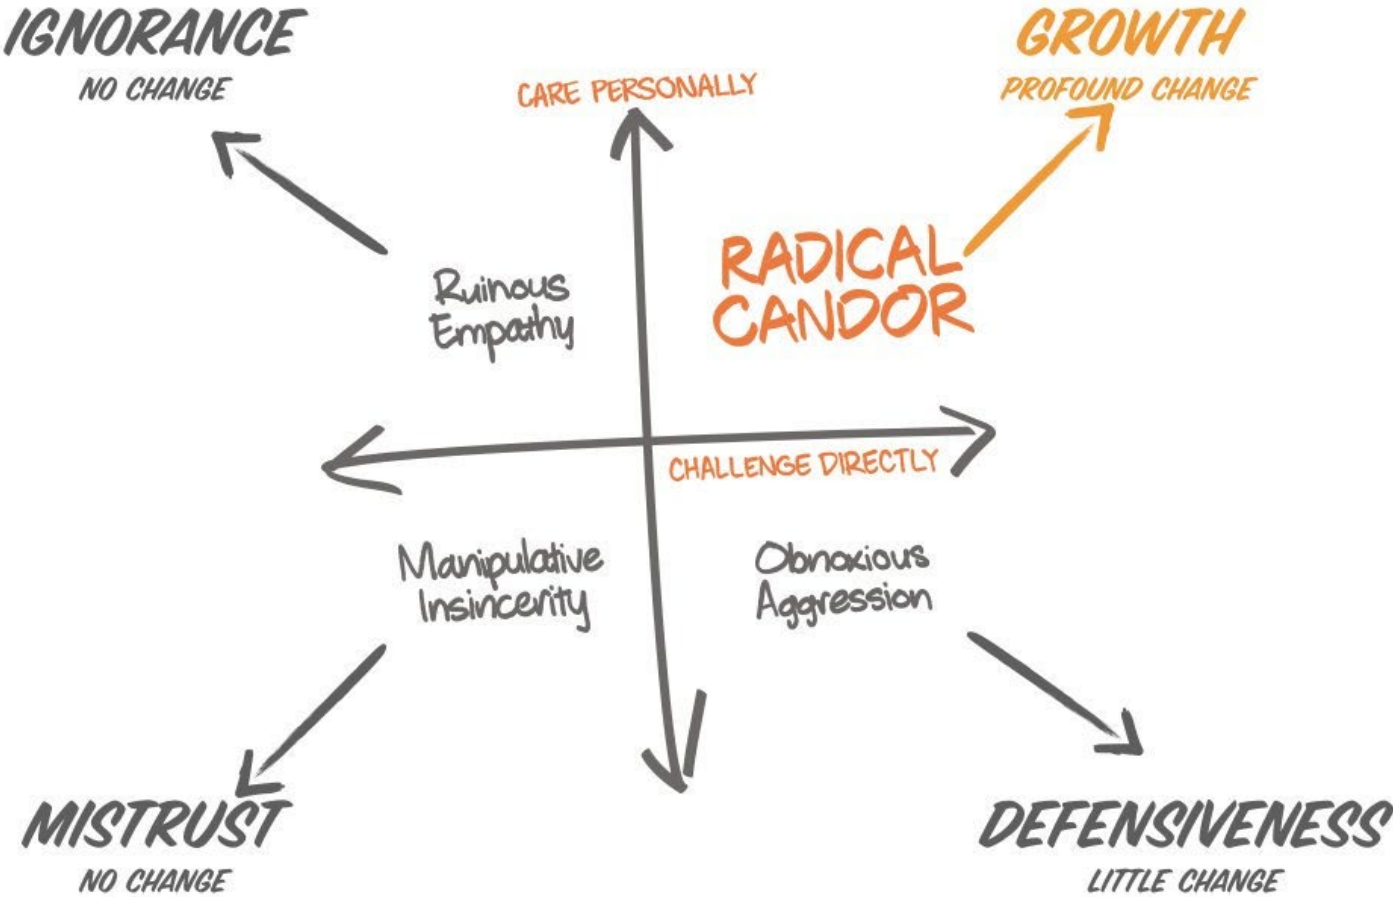 IGNORANCE
NO CHANGE
GROWTH
PROFOUND CHANGE
CARE PERSONALLY
Ruinous
Empathy
RADICAL
CANDOR
CHALLENGE DIRECTLY
Manipulative
Insincerity
Obnoxious
Aggression
MISTRUST
NO CHANGE
DEFENSIVENESS
LITTLE CHANGE